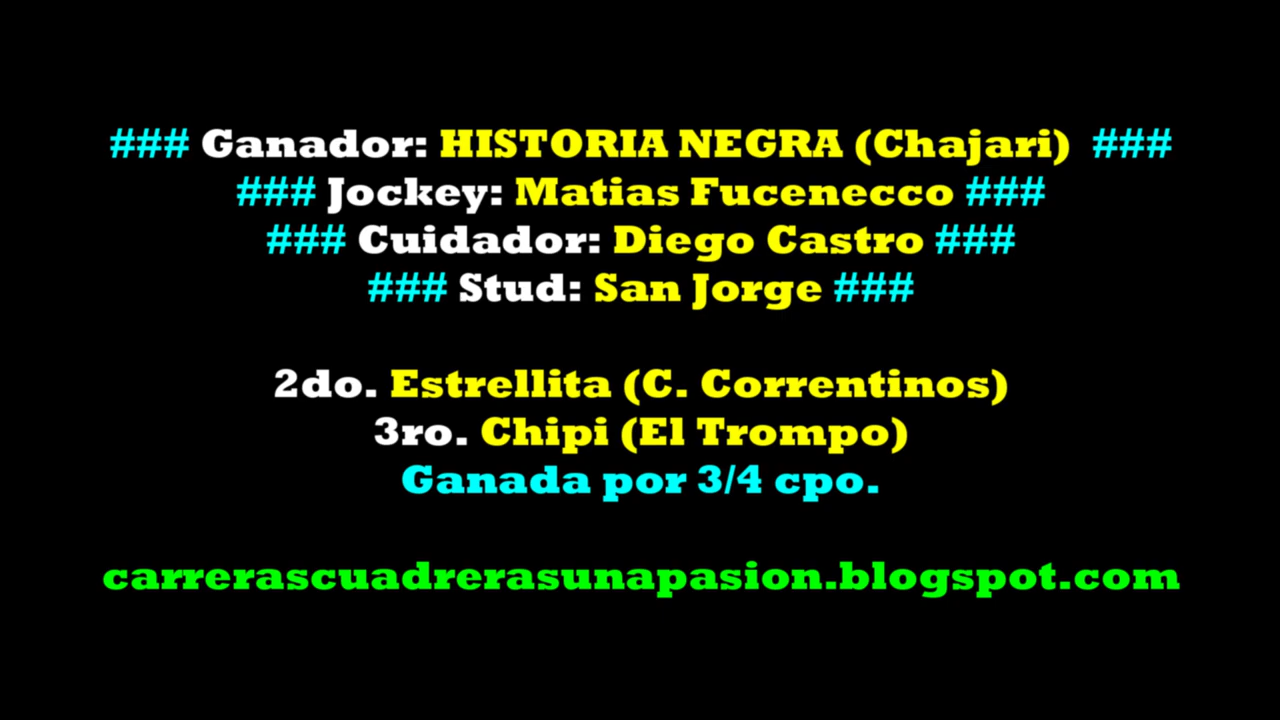 ### Ganador: HISTORIA NEGRA (Chajari) ###
### Jockey: Matias Fucenecco ###
### Cuidador: Diego Castro ###
### Stud: San Jorge ###
2do. Estrellita (C. Correntinos)
3ro. Chipi (El Trompo)
Ganada por 3/4 cpo.
carrerascuadrerasunapasion.blogspot.com